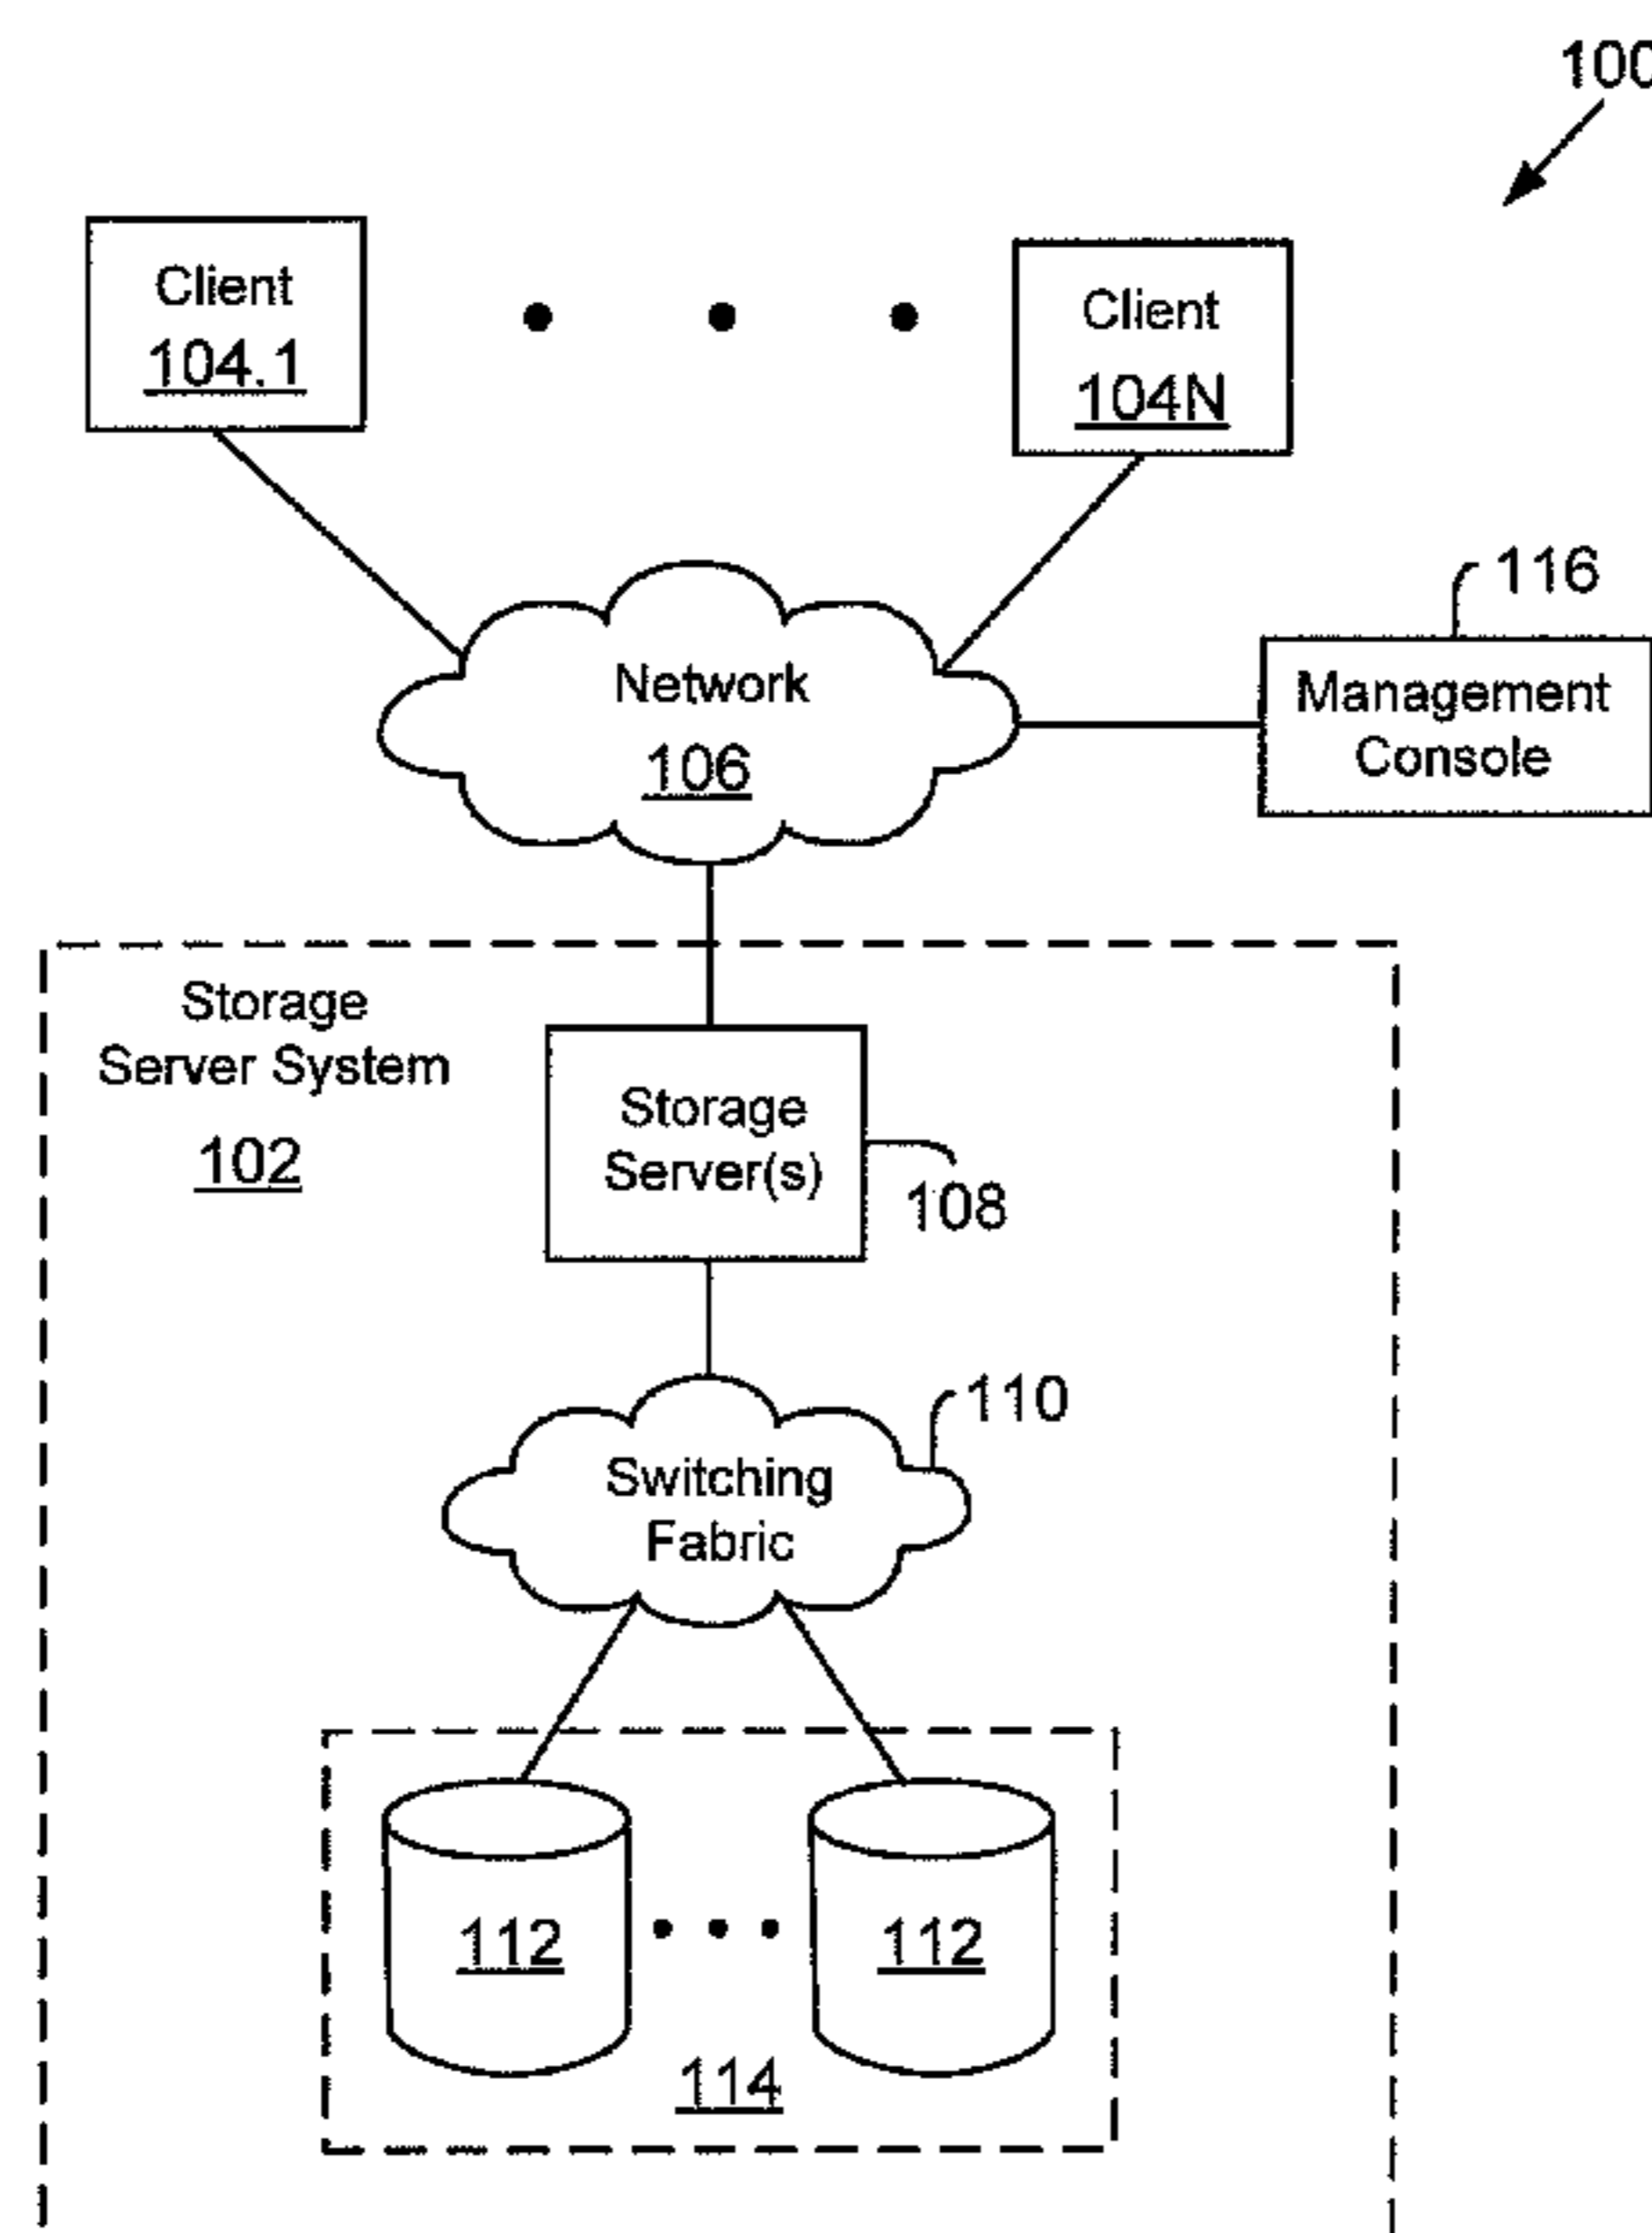 100
Client
104.1
Client
104N
116
Network
106
Management
Console
Storage
Server System
102
Storage
Server(s)
108
110
Switching
Fabric
112
112
114